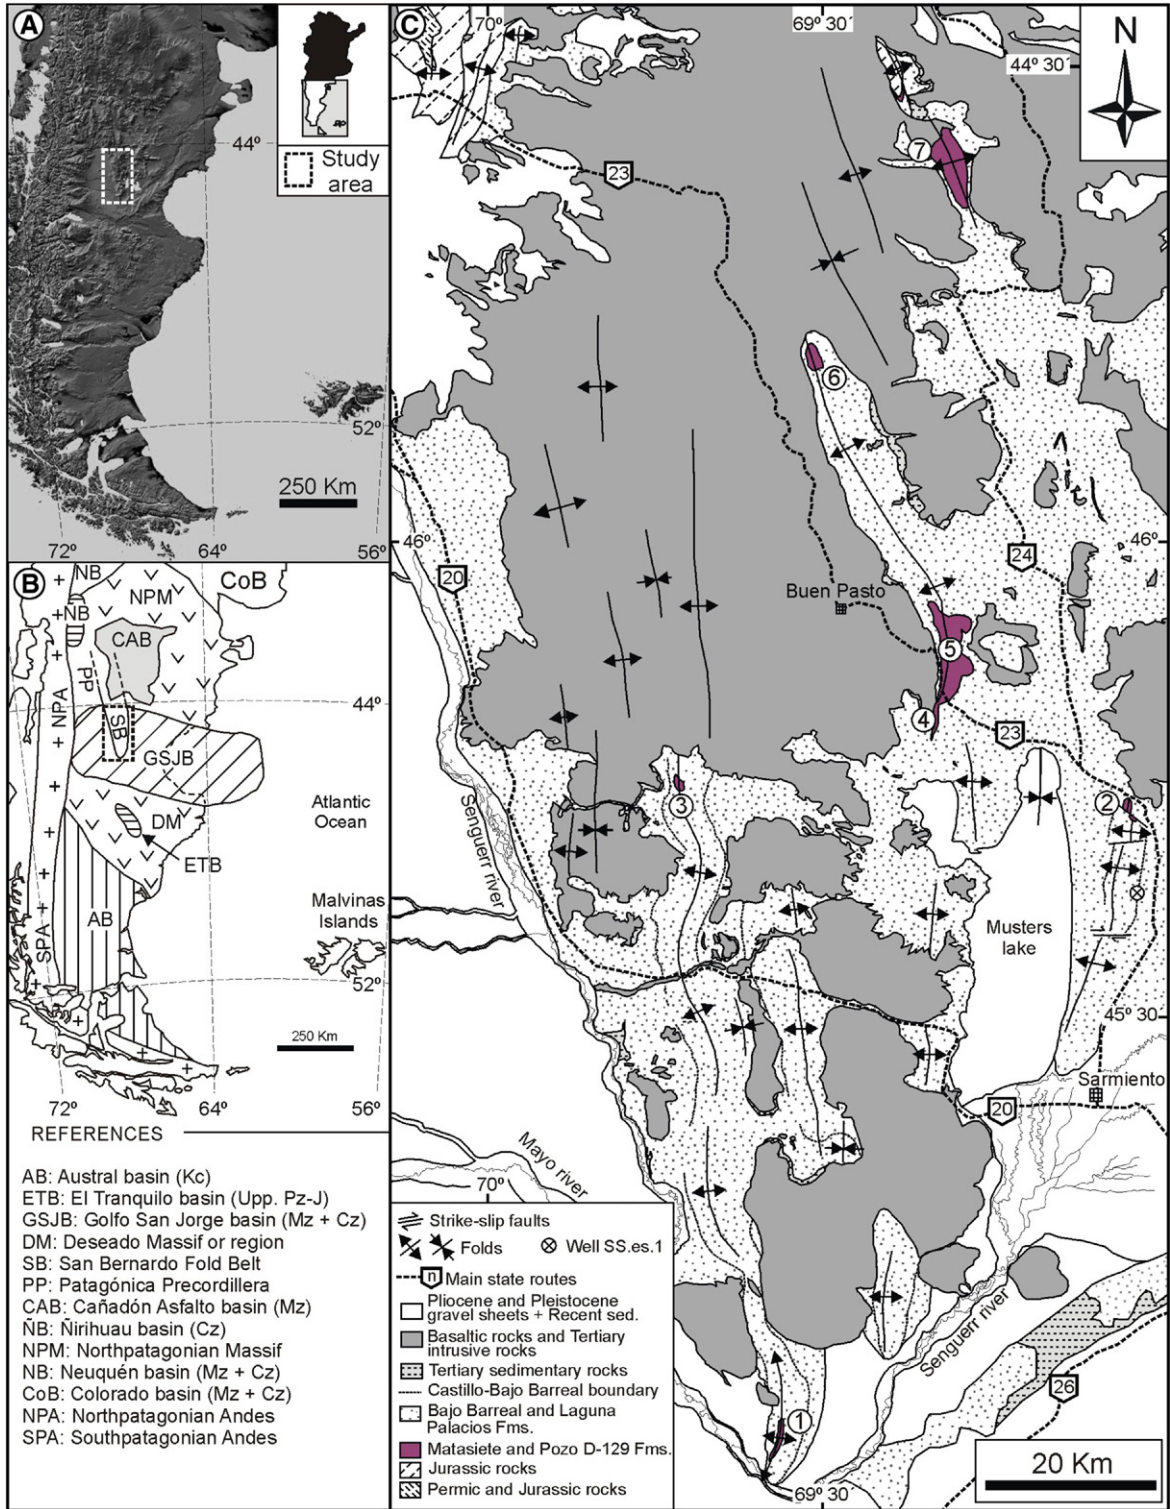 A
44º
Study
area
52º
250 Km
72º
64º
56º
B
NB
NPM
CoB
ÑB
CAB
PP
NPA
44º
SB
GSJB
DM
Atlantic
Ocean
ETB
AB
Malvinas
Islands
SPA
52º
250 Km
72º
64º
56º
REFERENCES
AB: Austral basin (Kc)
ETB: El Tranquilo basin (Upp. Pz-J)
GSJB: Golfo San Jorge basin (Mz + Cz)
DM: Deseado Massif or region
SB: San Bernardo Fold Belt
PP: Patagónica Precordillera
CAB: Cañadón Asfalto basin (Mz)
ÑB: Ñirihuau basin (Cz)
NPM: Northpatagonian Massif
NB: Neuquén basin (Mz + Cz)
CoB: Colorado basin (Mz + Cz)
NPA: Northpatagonian Andes
SPA: Southpatagonian Andes
C
70º
69º 30´
44º 30´
N
7
23
6
46º
20
24
Buen Pasto
5
4
23
3
2
Senguerr river
Musters
lake
45º 30´
Sarmiento
20
Mayo river
70º
Senguerr river
26
1
69º 30´
20 Km
Strike-slip faults
Folds
Well SS.es.1
n Main state routes
Pliocene and Pleistocene
gravel sheets + Recent sed.
Basaltic rocks and Tertiary
intrusive rocks
Tertiary sedimentary rocks
Castillo-Bajo Barreal boundary
Bajo Barreal and Laguna
Palacios Fms.
Matasiete and Pozo D-129 Fms.
Jurassic rocks
Permic and Jurassic rocks